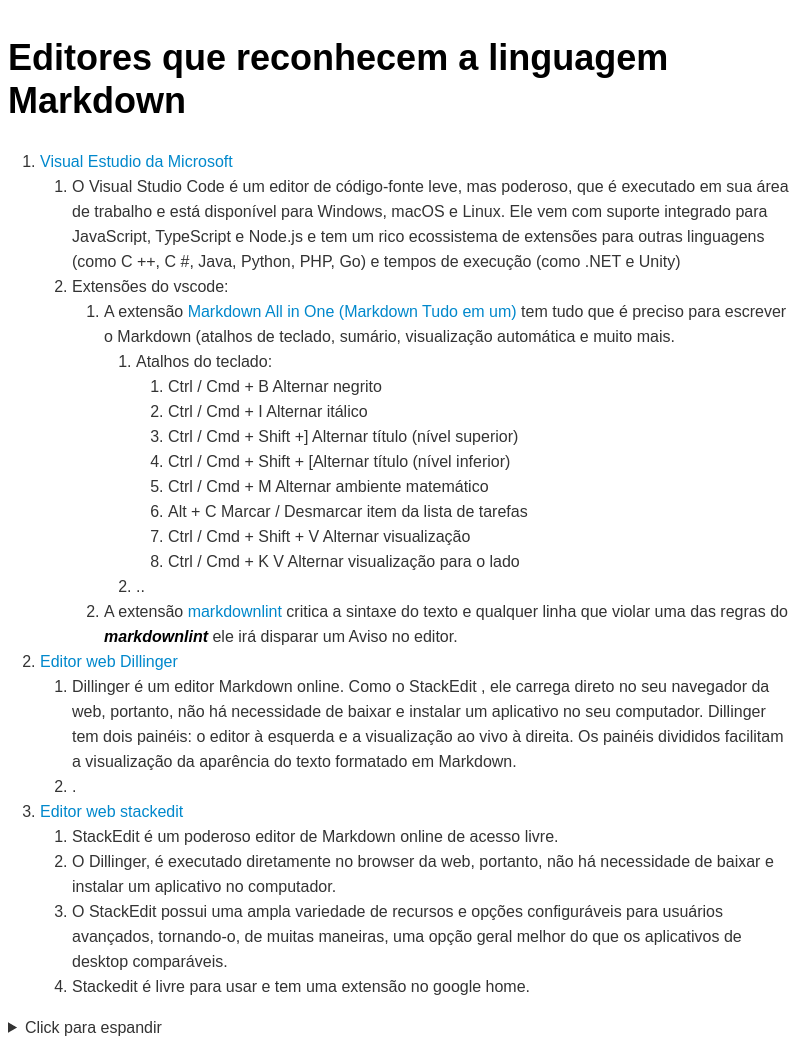 Editores que reconhecem a linguagem
Markdown
1. Visual Estudio da Microsoft
1. O Visual Studio Code é um editor de código-fonte leve, mas poderoso, que é executado em sua área
de trabalho e está disponível para Windows, macOS e Linux. Ele vem com suporte integrado para
JavaScript, TypeScript e Node.js e tem um rico ecossistema de extensões para outras linguagens
(como C ++, C #, Java, Python, PHP, Go) e tempos de execução (como .NET e Unity)
2. Extensões do vscode:
1. A extensão Markdown All in One (Markdown Tudo em um) tem tudo que é preciso para escrever
o Markdown (atalhos de teclado, sumário, visualização automática e muito mais.
1. Atalhos do teclado:
1. Ctrl / Cmd + B Alternar negrito
2. Ctrl / Cmd + I Alternar itálico
3. Ctrl / Cmd + Shift +] Alternar título (nível superior)
4. Ctrl / Cmd + Shift + [Alternar título (nível inferior)
5. Ctrl / Cmd + M Alternar ambiente matemático
6. Alt + C Marcar / Desmarcar item da lista de tarefas
7. Ctrl / Cmd + Shift + V Alternar visualização
8. Ctrl / Cmd + K V Alternar visualização para o lado
2. ..
2. A extensão markdownlint critica a sintaxe do texto e qualquer linha que violar uma das regras do
markdownlint ele irá disparar um Aviso no editor.
2. Editor web Dillinger
1. Dillinger é um editor Markdown online. Como o StackEdit , ele carrega direto no seu navegador da
web, portanto, não há necessidade de baixar e instalar um aplicativo no seu computador. Dillinger
tem dois painéis: o editor à esquerda e a visualização ao vivo à direita. Os painéis divididos facilitam
a visualização da aparência do texto formatado em Markdown.
2. .
3. Editor web stackedit
1. StackEdit é um poderoso editor de Markdown online de acesso livre.
2. O Dillinger, é executado diretamente no browser da web, portanto, não há necessidade de baixar e
instalar um aplicativo no computador.
3. O StackEdit possui uma ampla variedade de recursos e opções configuráveis para usuários
avançados, tornando-o, de muitas maneiras, uma opção geral melhor do que os aplicativos de
desktop comparáveis.
4. Stackedit é livre para usar e tem uma extensão no google home.
Click para espandir